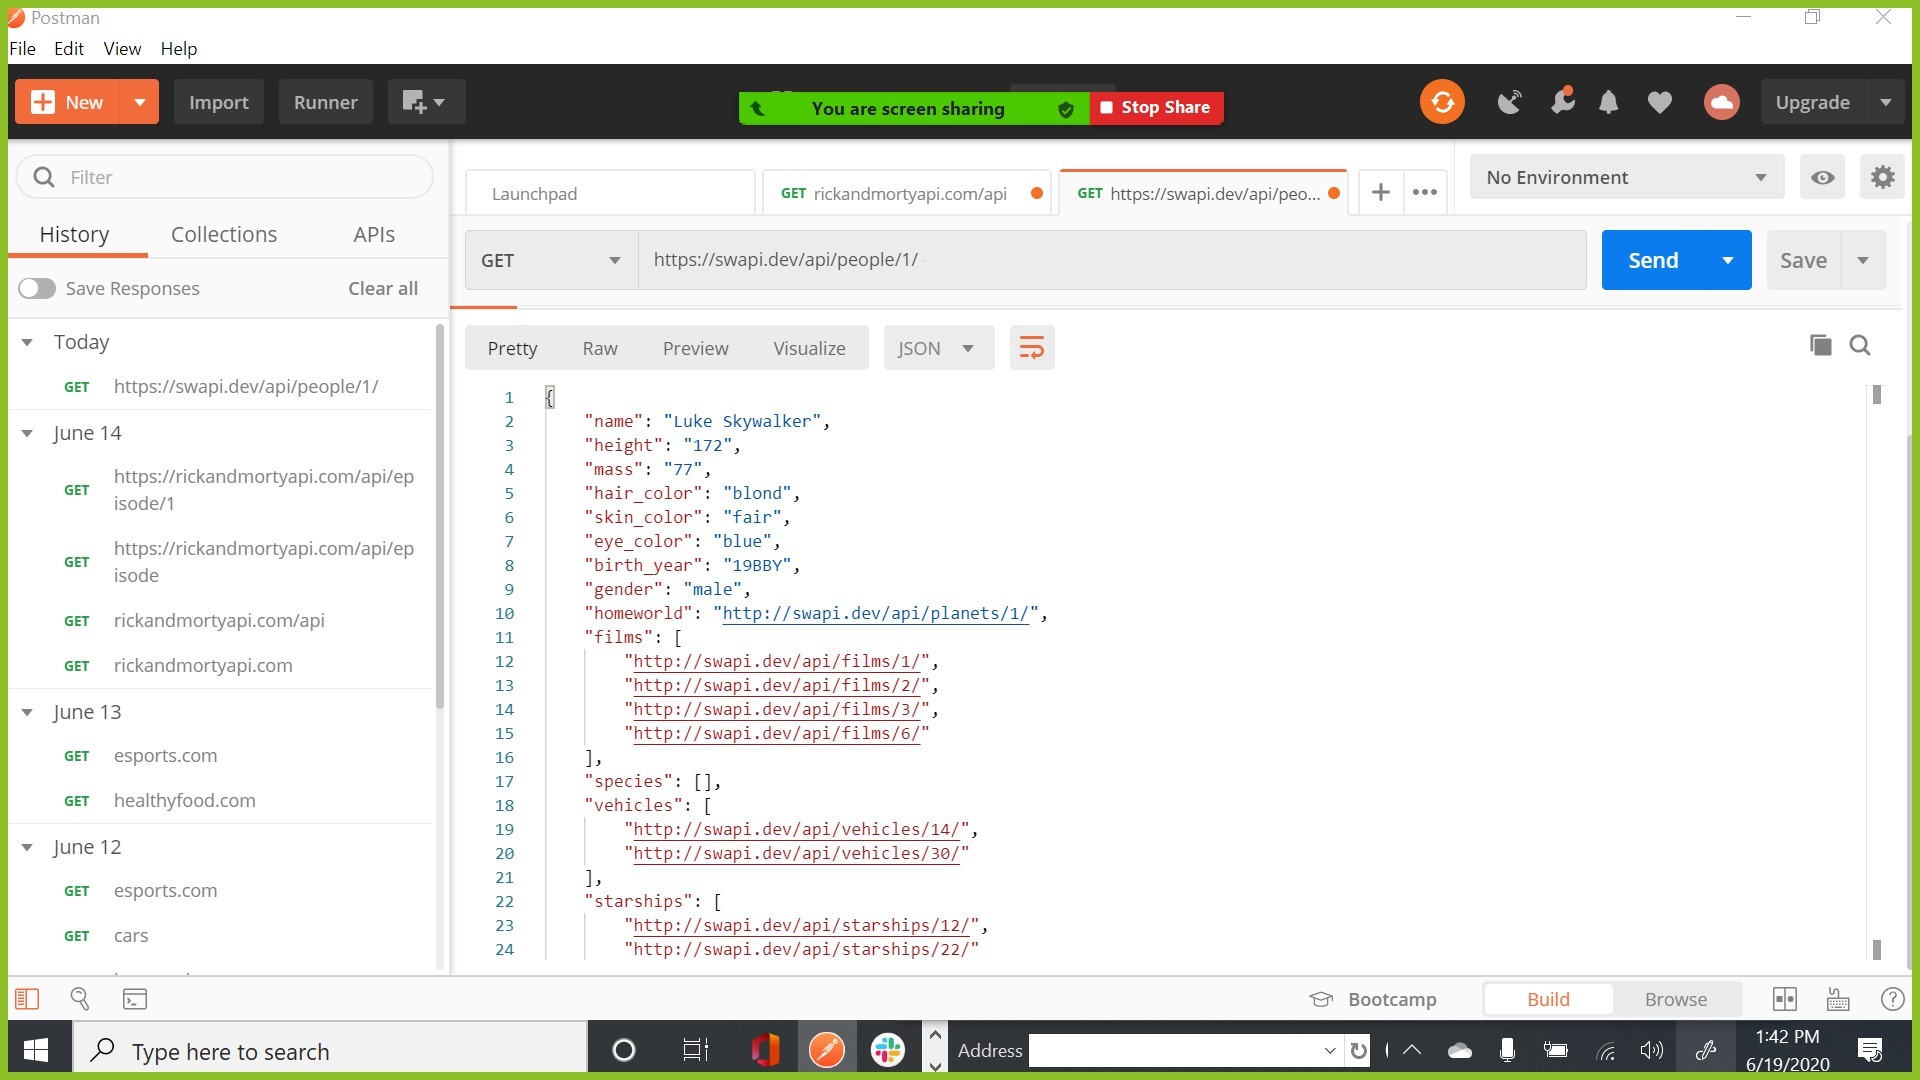 Postman
File Edit View Help
New Import Runner You are screen sharing Stop Share Upgrade
Filter
Launchpad GET rickandmortyapi.com/api GET https://swapi.dev/api/peo... No Environment
History Collections APIs
GET https://swapi.dev/api/people/1/ Send Save
Save Responses Clear all
Today
GET https://swapi.dev/api/people/1/
June 14
GET https://rickandmortyapi.com/api/ep
isode/1
GET https://rickandmortyapi.com/api/ep
isode
GET rickandmortyapi.com/api
GET rickandmortyapi.com
June 13
GET esports.com
GET healthyfood.com
June 12
GET esports.com
GET cars
Pretty Raw Preview Visualize JSON
1 {
2 "name": "Luke Skywalker",
3 "height": "172",
4 "mass": "77",
5 "hair_color": "blond",
6 "skin_color": "fair",
7 "eye_color": "blue",
8 "birth_year": "19BBY",
9 "gender": "male",
10 "homeworld": "http://swapi.dev/api/planets/1/",
11 "films": [
12 "http://swapi.dev/api/films/1/",
13 "http://swapi.dev/api/films/2/",
14 "http://swapi.dev/api/films/3/",
15 "http://swapi.dev/api/films/6/"
16 ],
17 "species": [],
18 "vehicles": [
19 "http://swapi.dev/api/vehicles/14/",
20 "http://swapi.dev/api/vehicles/30/"
21 ],
22 "starships": [
23 "http://swapi.dev/api/starships/12/",
24 "http://swapi.dev/api/starships/22/"
Bootcamp Build Browse
Type here to search Address 1:42 PM
6/19/2020